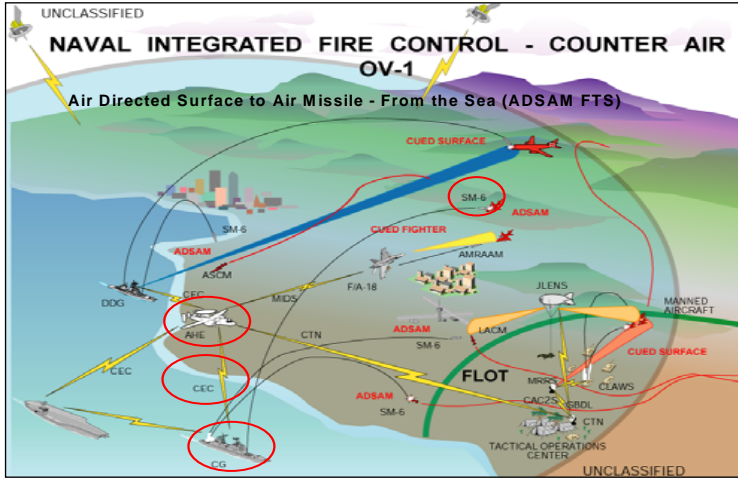 UNCLASSIFIED
NAVAL INTEGRATED FIRE CONTROL - COUNTER AIR
OV-1
Air Directed Surface to Air Missile - From the Sea (ADSAM FTS)
CUED SURFACE
SM-6
ADSAM
SM-6
CUED FIGHTER
ADSAM
AMRAAM
ASCM
F/A-18
JLENS
DDG
CEC
MIDS
MANNED
AIRCRAFT
AHE
CTN
ADSAM
LACM
SM-6
CUED SURFACE
CEC
CEC
FLOT
MRRS
CLAWS
ADSAM
CAC2S
GBDL
SM-6
CTN
TACTICAL OPERATIONS
CENTER
CG
UNCLASSIFIED